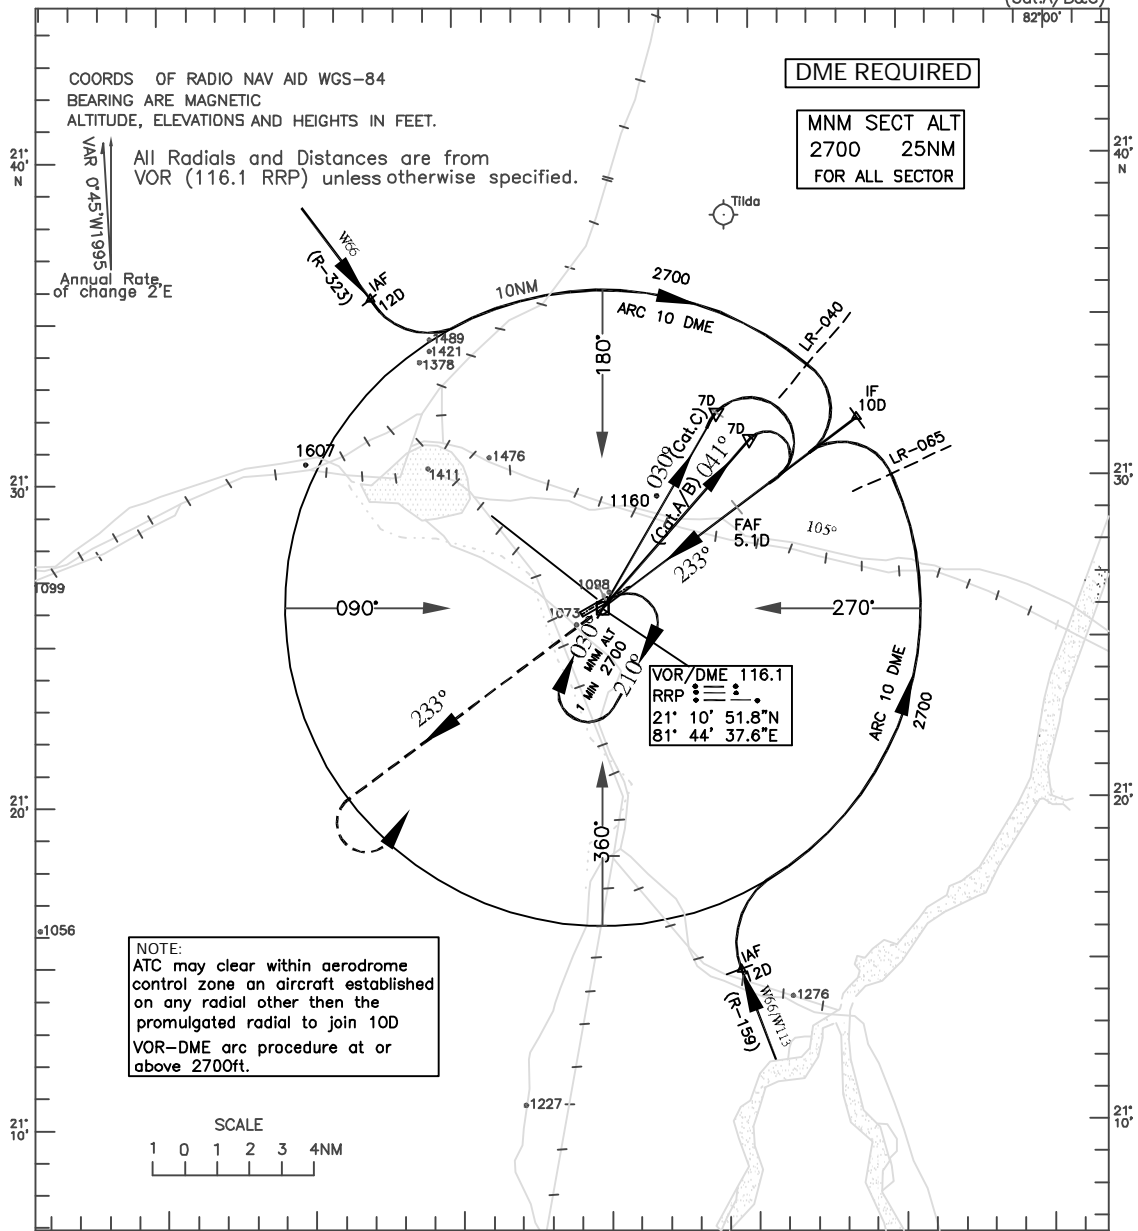 (Cat.A/B&C)
82°00'
COORDS OF RADIO NAV AID WGS-84
BEARING ARE MAGNETIC
ALTITUDE, ELEVATIONS AND HEIGHTS IN FEET.
DME REQUIRED
MNM SECT ALT
2700 25NM
FOR ALL SECTOR
21° 40' N
21° 40' N
VAR 0°45'W1995
Annual Rate
of change 2'E
All Radials and Distances are from
VOR (116.1 RRP) unless otherwise specified.
Tilda
W66
(R-323)
IAF
12D
10NM
2700
ARC 10 DME
LR-040
1489
1421
1378
180°
7D
(Cat.C)
030°
7D
(Cat.A/B)
041°
IF
10D
LR-065
1607
1476
1411
1160
21° 30'
21° 30'
FAF
5.1D
105°
233°
1099
1098
1073
090°
270°
030°
MNM ALT
1 MIN 2700
210°
VOR/DME 116.1
RRP
21° 10' 51.8"N
81° 44' 37.6"E
ARC 10 DME
2700
233°
21° 20'
21° 20'
360°
1056
NOTE:
ATC may clear within aerodrome
control zone an aircraft established
on any radial other then the
promulgated radial to join 10D
VOR-DME arc procedure at or
above 2700ft.
IAF
12D
W66/W113
(R-159)
1276
1227
21° 10'
21° 10'
SCALE
1 0 1 2 3 4NM